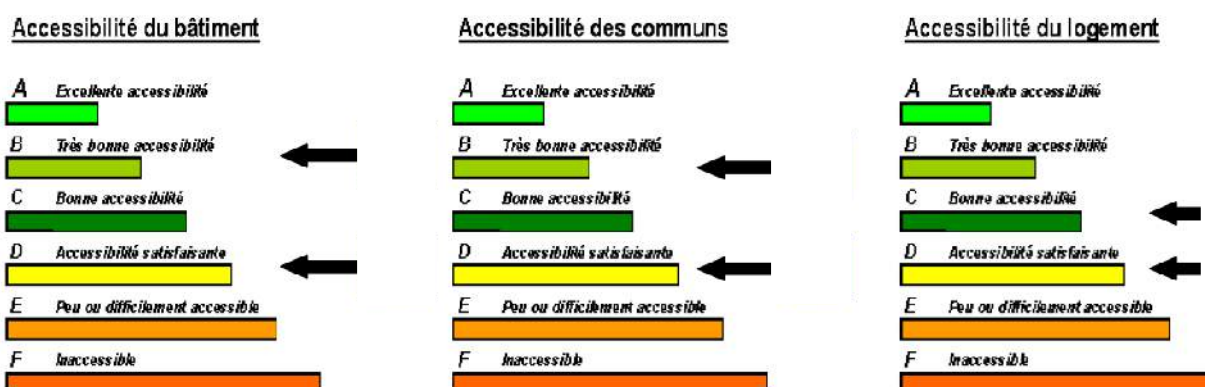 Accessibilité du bâtiment
A Excellente accessibilité
B Très bonne accessibilité
C Bonne accessibilité
D Accessibilité satisfaisante
E Peu ou difficilement accessible
F Inaccessible
Accessibilité des communs
A Excellente accessibilité
B Très bonne accessibilité
C Bonne accessibilité
D Accessibilité satisfaisante
E Peu ou difficilement accessible
F Inaccessible
Accessibilité du logement
A Excellente accessibilité
B Très bonne accessibilité
C Bonne accessibilité
D Accessibilité satisfaisante
E Peu ou difficilement accessible
F Inaccessible